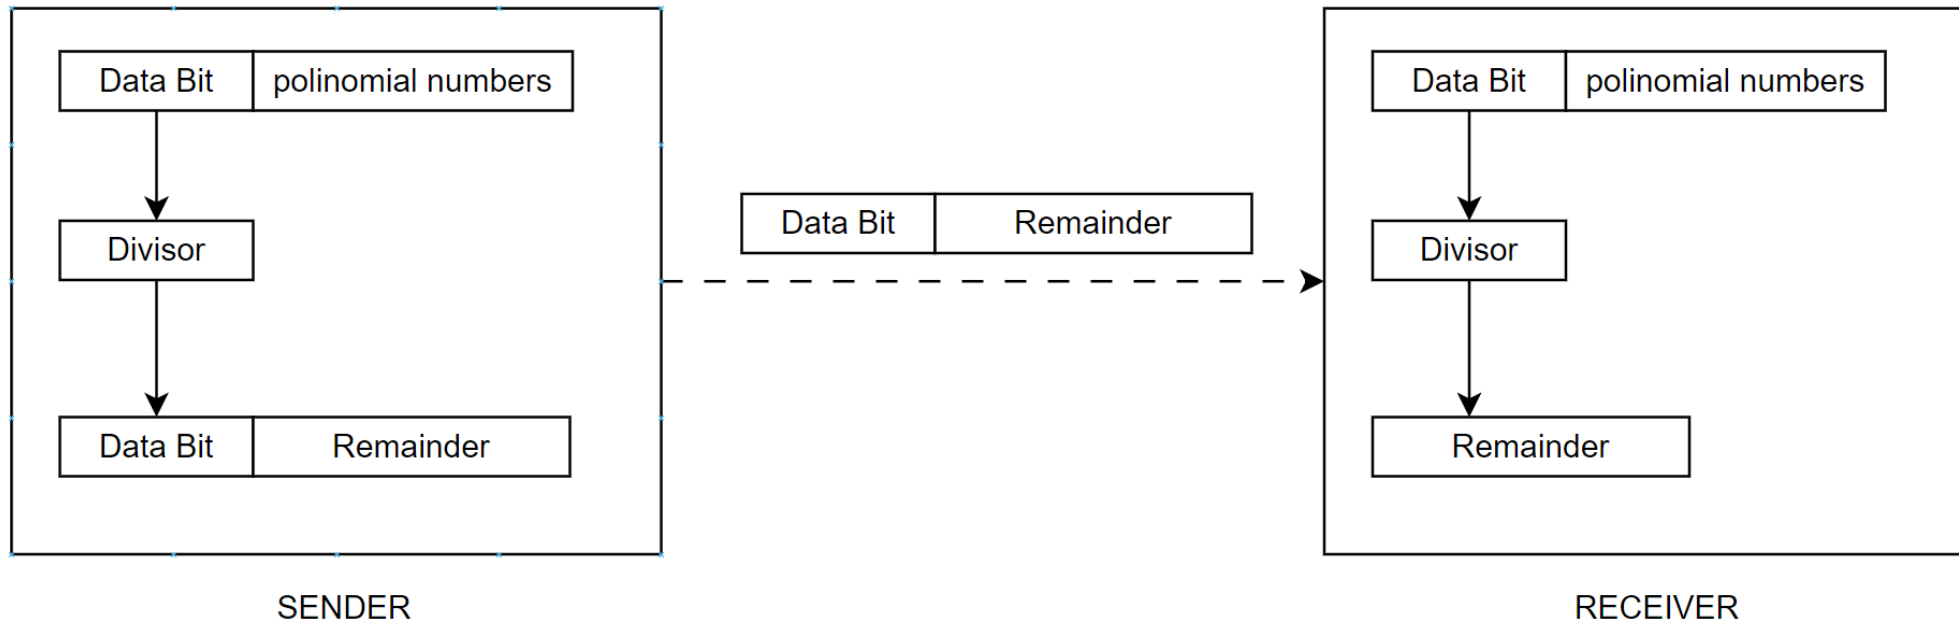 Data Bit polinomial numbers
Divisor
Data Bit Remainder
SENDER
Data Bit Remainder
Data Bit polinomial numbers
Divisor
Remainder
RECEIVER